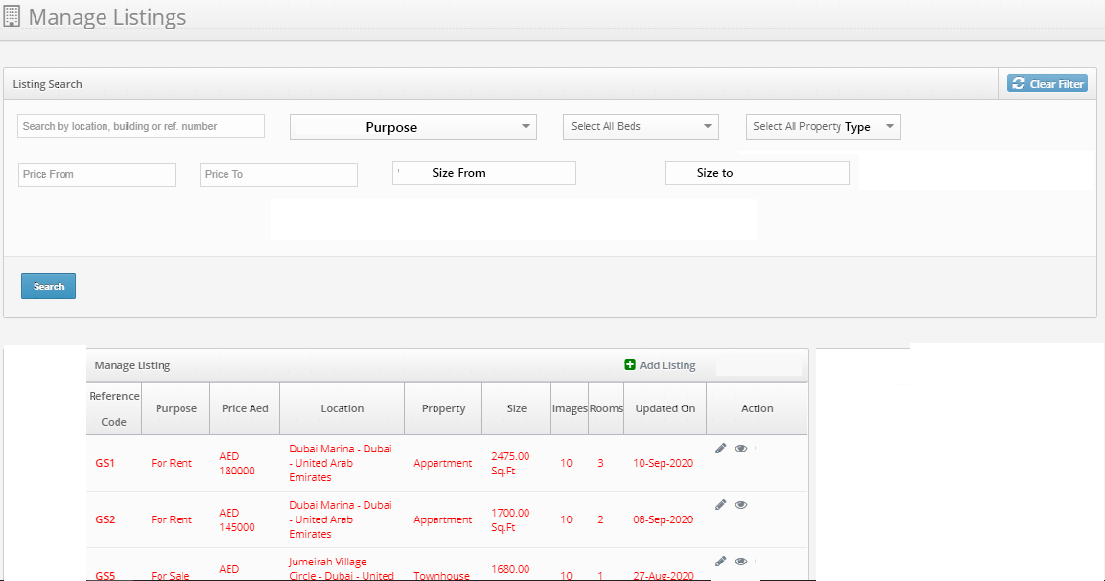 Manage Listings
Listing Search
Clear Filter
Search by location, building or ref. number
Purpose
Select All Beds
Select All Property Type
Price From
Price To
Size From
Size to
Search
Manage Listing
Add Listing
Reference Code
Purpose
Price Aed
Location
Property
Size
Images
Rooms
Updated On
Action
GS1
For Rent
AED
180000
Dubai Marina - Dubai
- United Arab
Emirates
Appartment
2475.00
Sq.Ft
10
3
10-Sep-2020
GS2
For Rent
AED
145000
Dubai Marina - Dubai
- United Arab
Emirates
Appartment
1700.00
Sq.Ft
10
2
08-Sep-2020
GS5
For Sale
AED
Jumeirah Village
Circle - Dubai - United
Townhouse
1680.00
10
1
27-Aug-2020